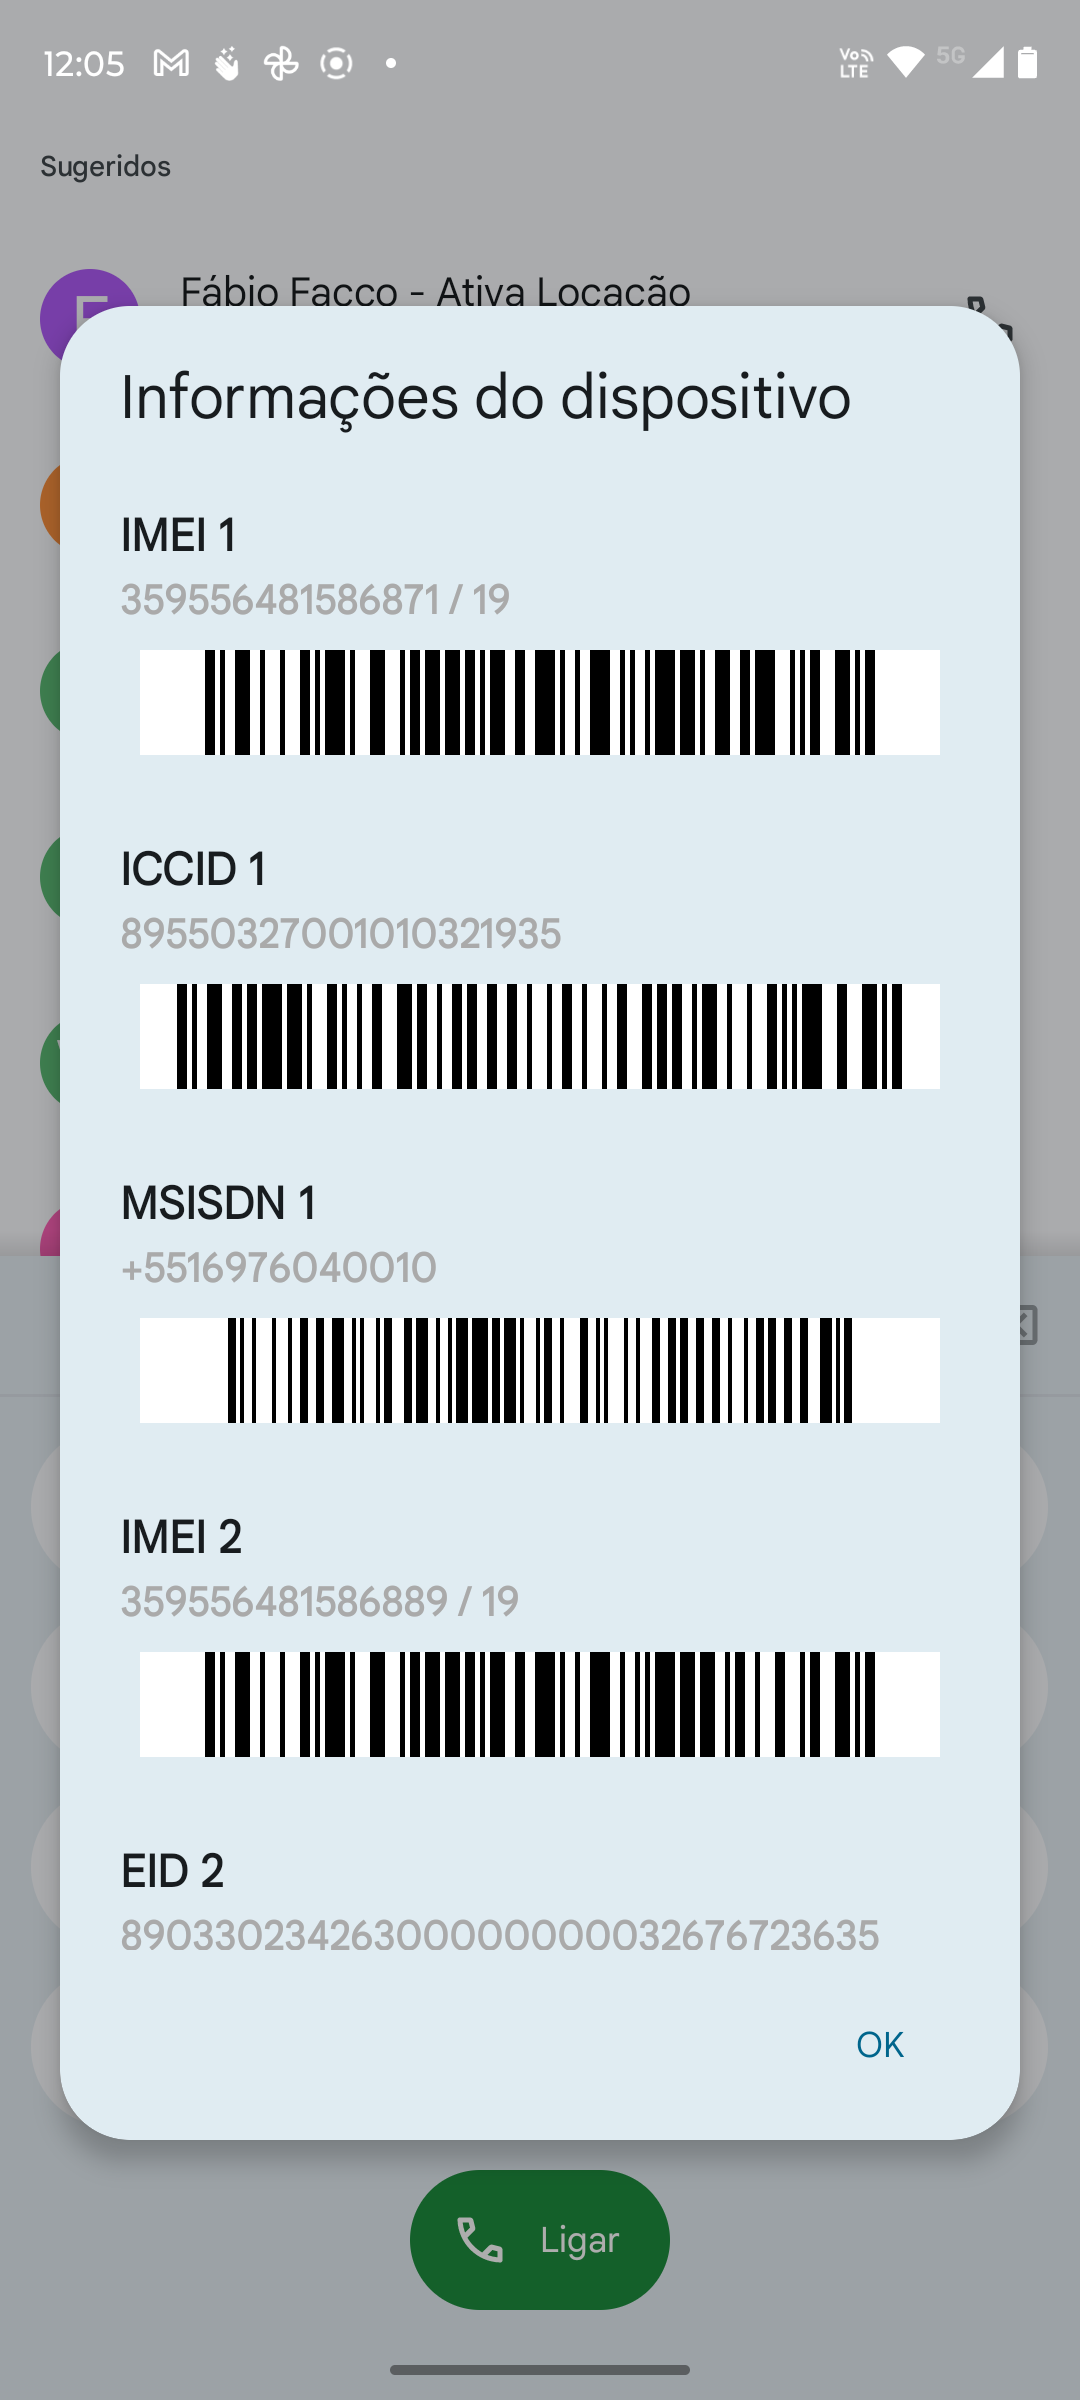 12:05
Vo LTE 5G
Sugeridos
Fábio Facco - Ativa Locação
Informações do dispositivo
IMEI 1
359556481586871 / 19
ICCID 1
89550327001010321935
MSISDN 1
+5516976040010
IMEI 2
359556481586889 / 19
EID 2
89033023426300000000032676723635
OK
Ligar